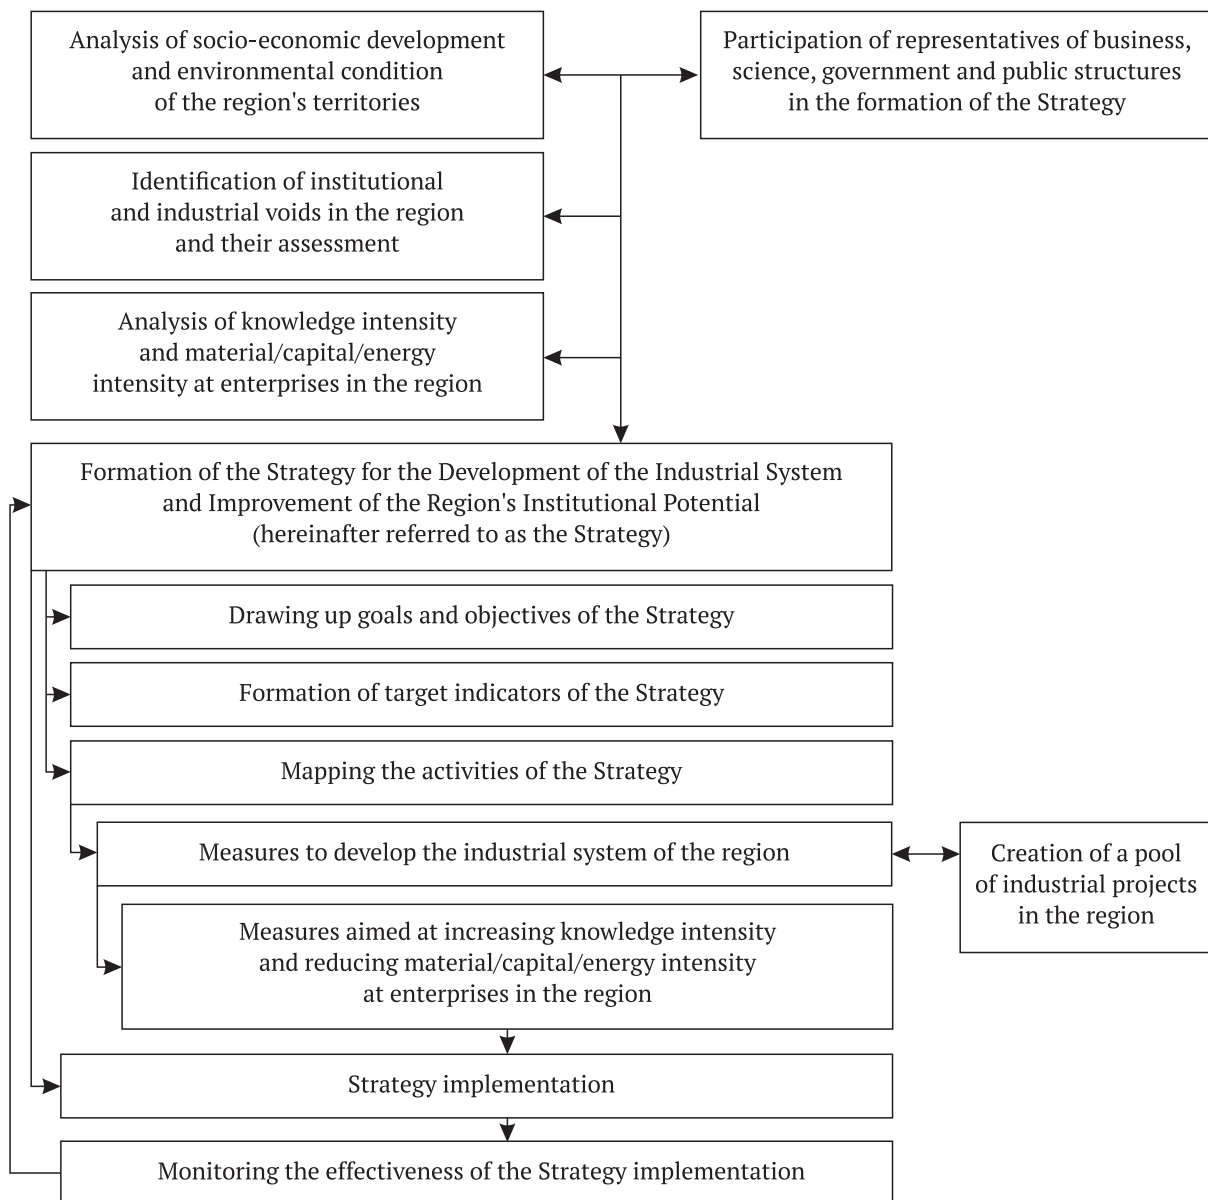 Analysis of socio-economic development
and environmental condition
of the region's territories
Participation of representatives of business,
science, government and public structures
in the formation of the Strategy
Identification of institutional
and industrial voids in the region
and their assessment
Analysis of knowledge intensity
and material/capital/energy
intensity at enterprises in the region
Formation of the Strategy for the Development of the Industrial System
and Improvement of the Region's Institutional Potential
(hereinafter referred to as the Strategy)
Drawing up goals and objectives of the Strategy
Formation of target indicators of the Strategy
Mapping the activities of the Strategy
Measures to develop the industrial system of the region
Creation of a pool
of industrial projects
in the region
Measures aimed at increasing knowledge intensity
and reducing material/capital/energy intensity
at enterprises in the region
Strategy implementation
Monitoring the effectiveness of the Strategy implementation